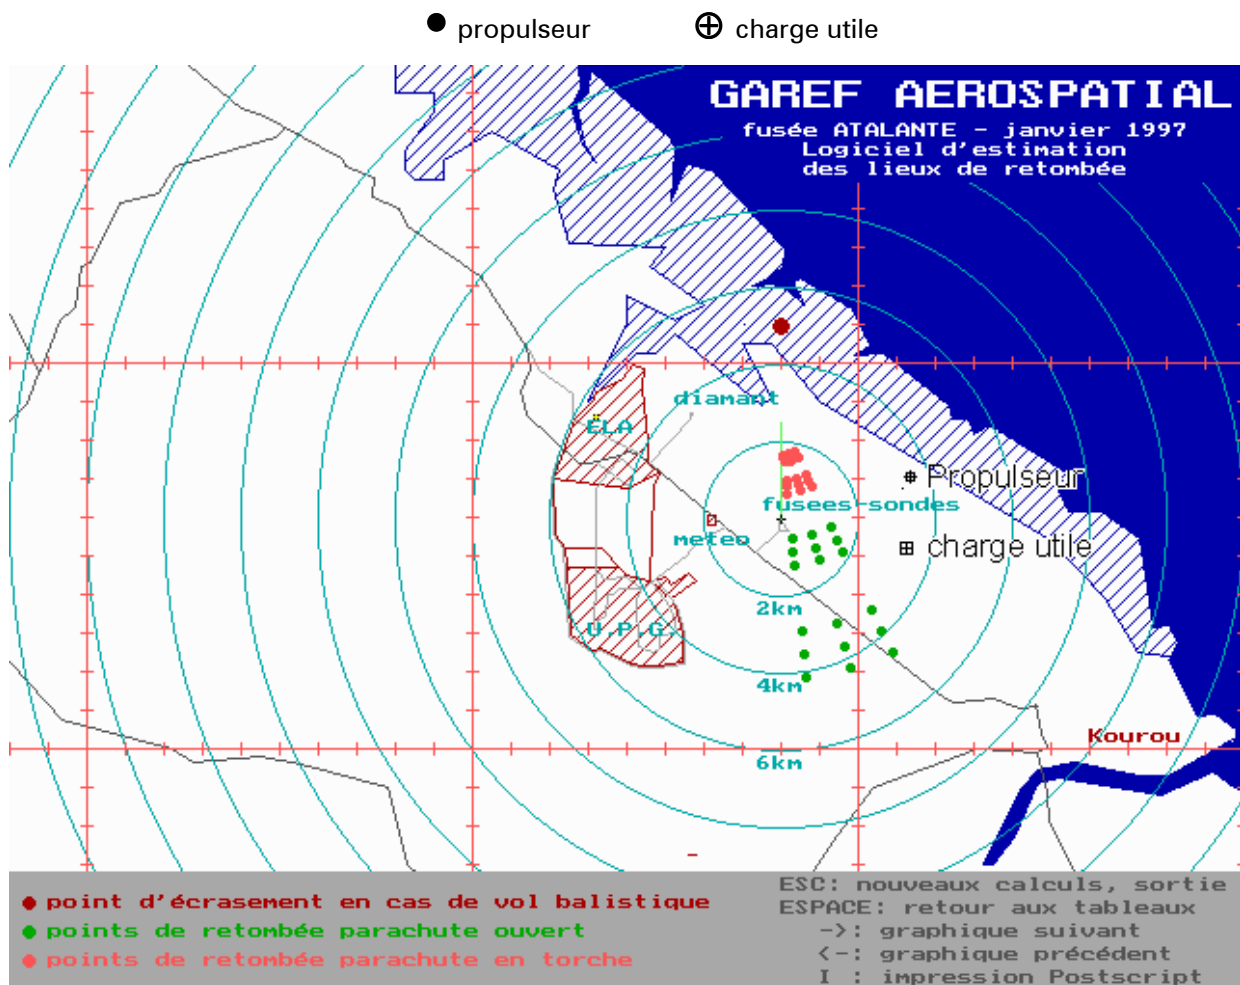 propulseur charge utile
GAREF AEROSPATIAL
fusée ATALANTE - janvier 1997
Logiciel d'estimation
des lieux de retombée
diamant
ELA
Propulseur
fusees-sondes
meteo
charge utile
2km
U.P.G.
4km
Kourou
6km
ESC: nouveaux calculs, sortie
point d'écrasement en cas de vol balistique
ESPACE: retour aux tableaux
points de retombée parachute ouvert
->: graphique suivant
<-: graphique précédent
points de retombée parachute en torche
I : impression Postscript